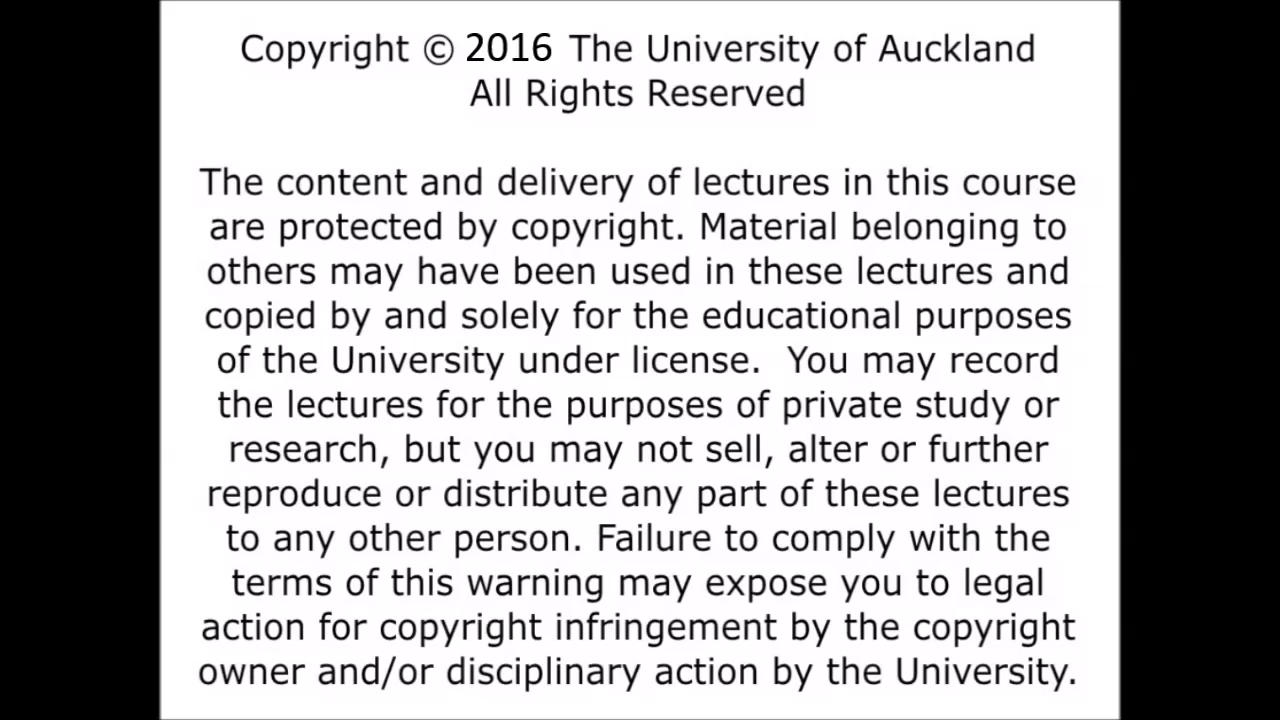 Copyright © 2016 The University of Auckland
All Rights Reserved
The content and delivery of lectures in this course
are protected by copyright. Material belonging to
others may have been used in these lectures and
copied by and solely for the educational purposes
of the University under license.  You may record
the lectures for the purposes of private study or
research, but you may not sell, alter or further
reproduce or distribute any part of these lectures
to any other person. Failure to comply with the
terms of this warning may expose you to legal
action for copyright infringement by the copyright
owner and/or disciplinary action by the University.